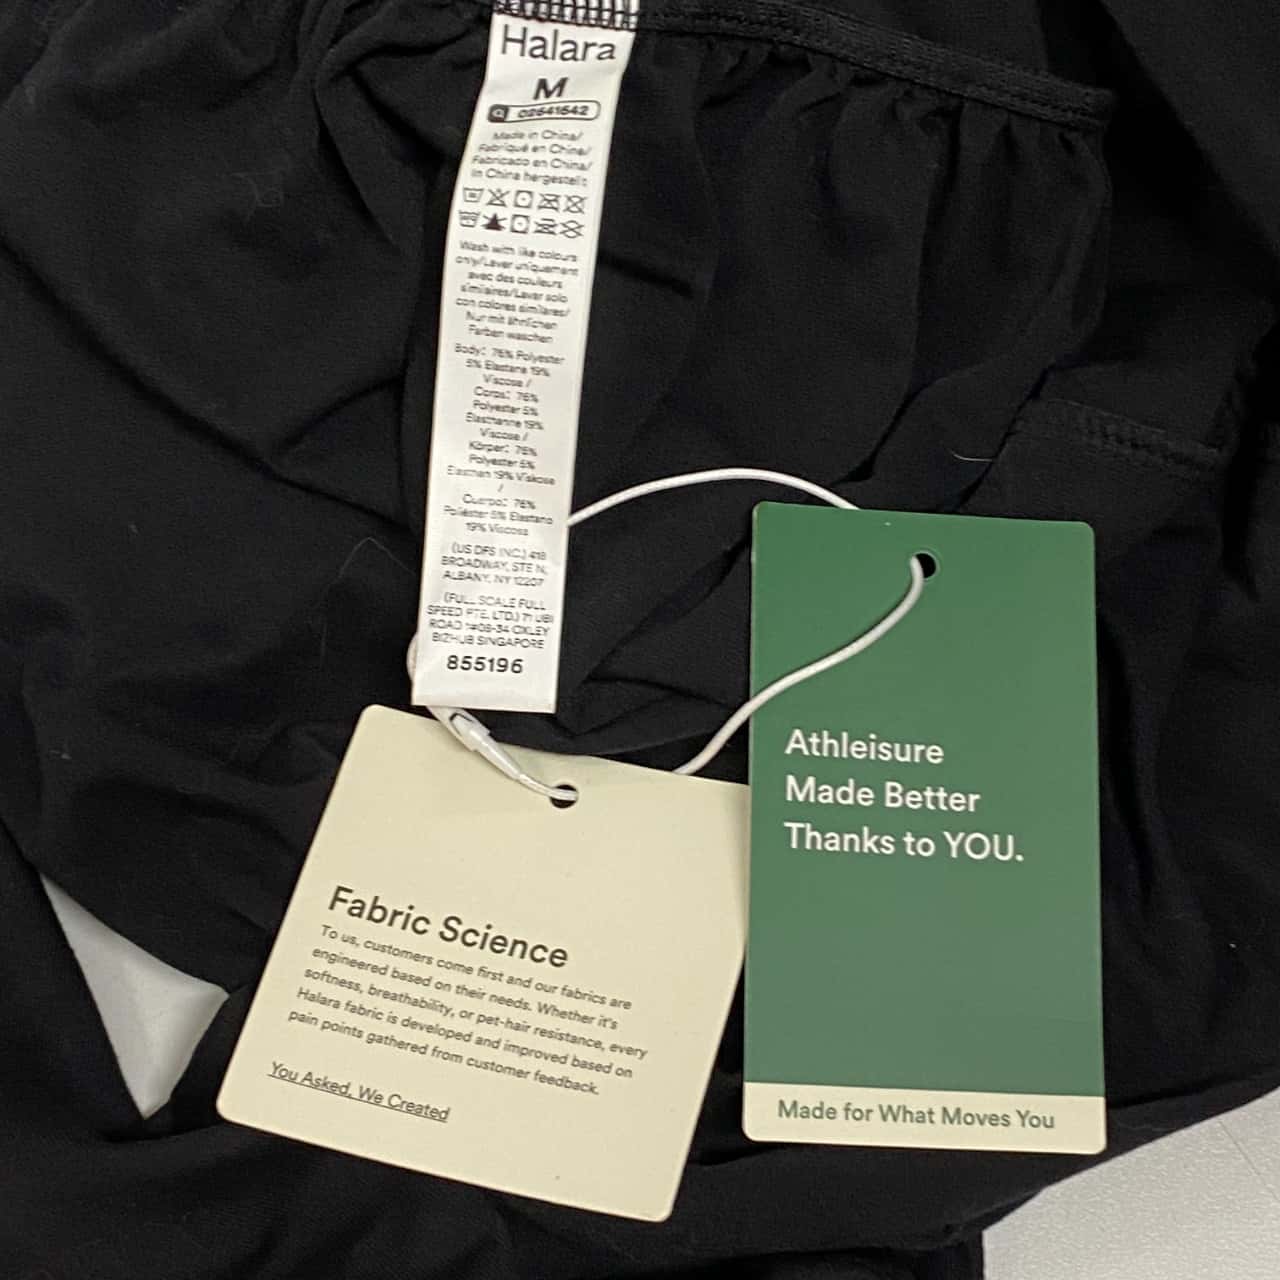 Halara
M
02641642
Made in China/
Fabriqué en Chine/
Fabricado en China/
In China hergestellt
Wash with like colours
only/Laver uniquement
avec des couleurs
similaires/Lavar solo
con colores similares/
Nur mit ähnlichen
Farben waschen
Body: 76% Polyester
5% Elastane 19%
Viscose /
Corps: 76%
Polyester 5%
Élasthanne 19%
Viscose /
Körper: 76%
Polyester 5%
Elasthan 19% Viskose
/
Cuerpo: 76%
Poliéster 5% Elastano
19% Viscosa
(US DFS INC.) 418
BROADWAY, STE N,
ALBANY, NY 12207
(FULL SCALE FULL
SPEED PTE. LTD.) 71 UBI
ROAD 1 #08-34 OXLEY
BIZHUB SINGAPORE
855196
Fabric Science
To us, customers come first and our fabrics are
engineered based on their needs. Whether it's
softness, breathability, or pet-hair resistance, every
Halara fabric is developed and improved based on
pain points gathered from customer feedback.
You Asked, We Created
Athleisure
Made Better
Thanks to YOU.
Made for What Moves You